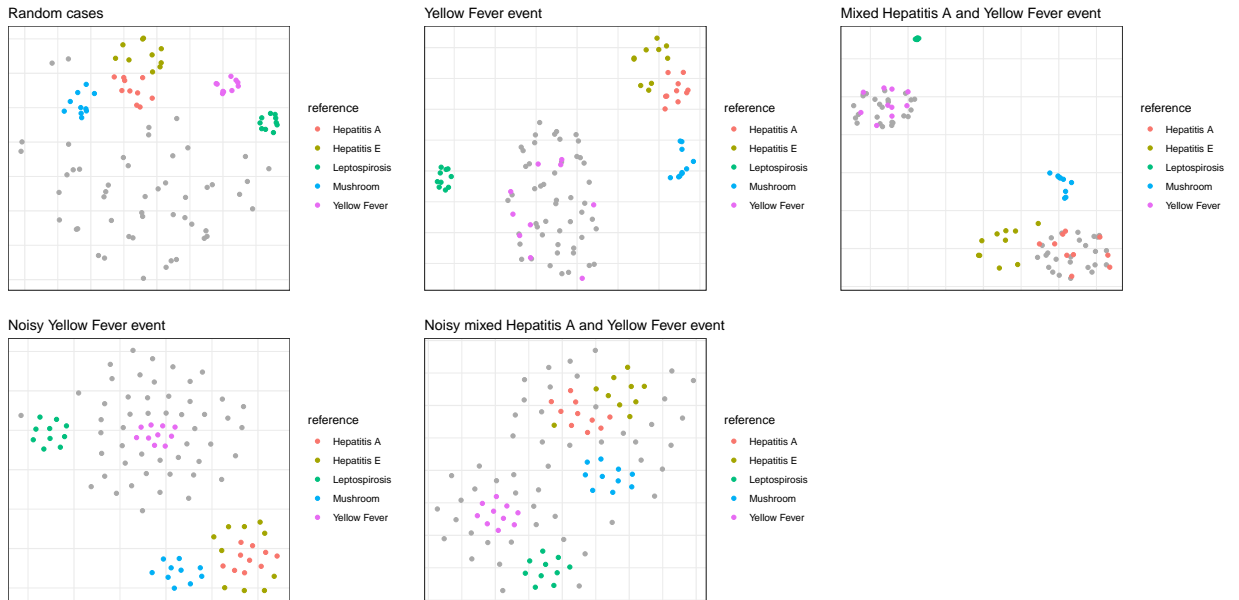 Random cases
reference
Hepatitis A
Hepatitis E
Leptospirosis
Mushroom
Yellow Fever
Yellow Fever event
reference
Hepatitis A
Hepatitis E
Leptospirosis
Mushroom
Yellow Fever
Mixed Hepatitis A and Yellow Fever event
reference
Hepatitis A
Hepatitis E
Leptospirosis
Mushroom
Yellow Fever
Noisy Yellow Fever event
reference
Hepatitis A
Hepatitis E
Leptospirosis
Mushroom
Yellow Fever
Noisy mixed Hepatitis A and Yellow Fever event
reference
Hepatitis A
Hepatitis E
Leptospirosis
Mushroom
Yellow Fever